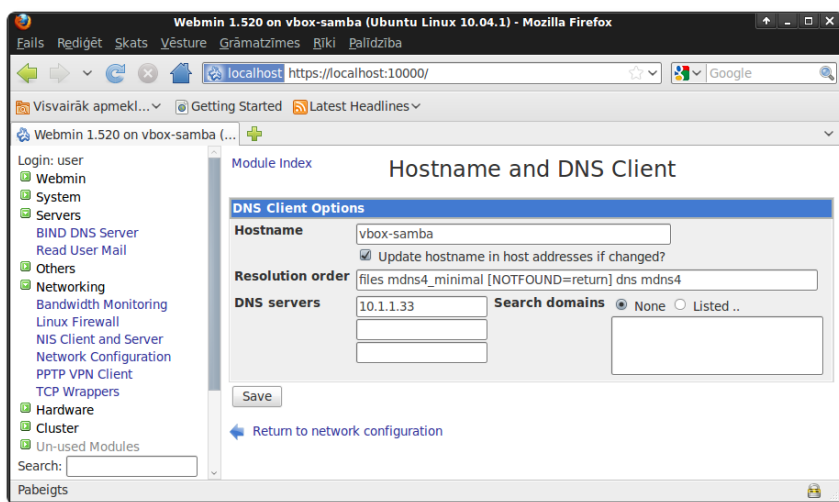 Webmin 1.520 on vbox-samba (Ubuntu Linux 10.04.1) - Mozilla Firefox
Fails Rediģēt Skats Vēsture Grāmatzīmes Rīki Palīdzība
localhost https://localhost:10000/ Google
Visvairāk apmekl... Getting Started Latest Headlines
Webmin 1.520 on vbox-samba (...
Login: user
Webmin
System
Servers
BIND DNS Server
Read User Mail
Others
Networking
Bandwidth Monitoring
Linux Firewall
NIS Client and Server
Network Configuration
PPTP VPN Client
TCP Wrappers
Hardware
Cluster
Un-used Modules
Search:
Module Index
Hostname and DNS Client
DNS Client Options
Hostname vbox-samba
Update hostname in host addresses if changed?
Resolution order files mdns4_minimal [NOTFOUND=return] dns mdns4
DNS servers 10.1.1.33 Search domains None Listed ..
Save
Return to network configuration
Pabeigts